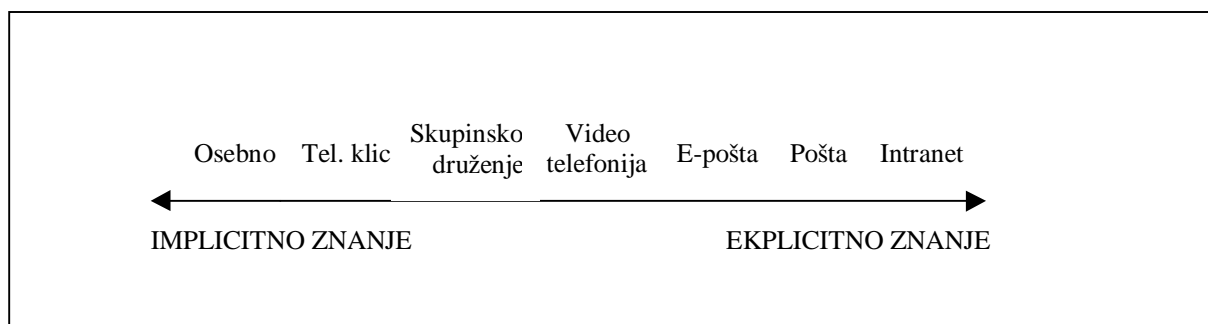 Osebno Tel. klic Skupinsko druženje Video telefonija E-pošta Pošta Intranet
IMPLICITNO ZNANJE EKPLICITNO ZNANJE